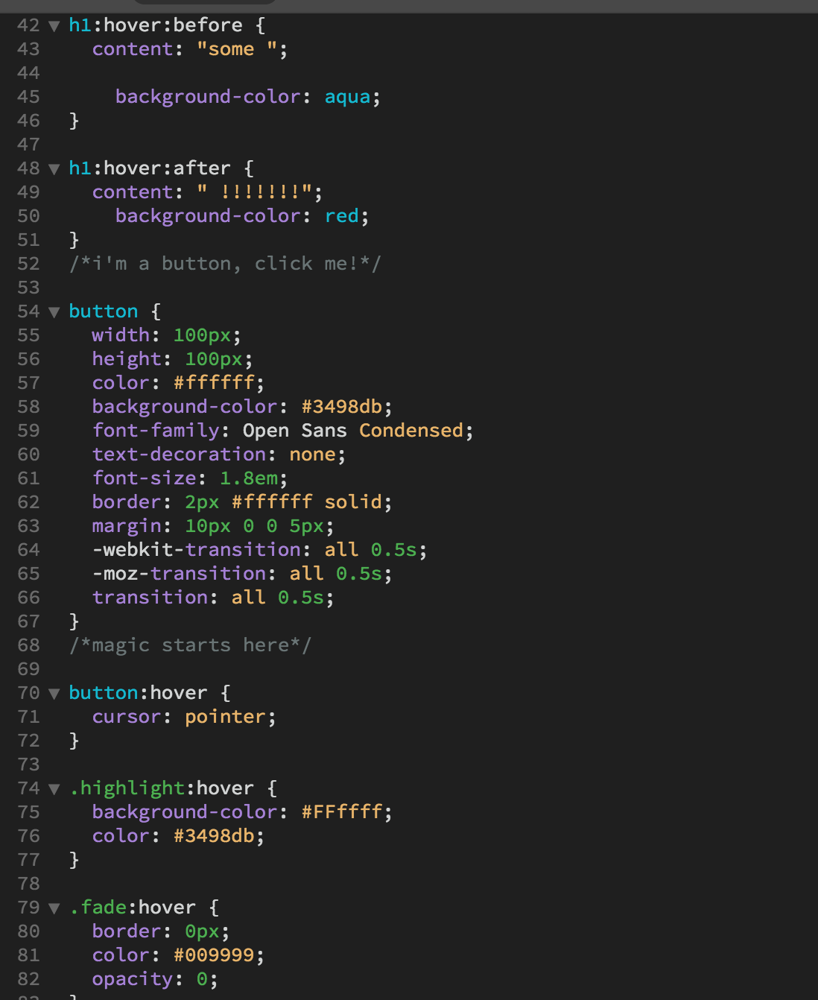 42 ▼ h1:hover:before {
43 content: "some ";
44
45 background-color: aqua;
46 }
47
48 ▼ h1:hover:after {
49 content: " !!!!!!!";
50 background-color: red;
51 }
52 /*i'm a button, click me!*/
53
54 ▼ button {
55 width: 100px;
56 height: 100px;
57 color: #ffffff;
58 background-color: #3498db;
59 font-family: Open Sans Condensed;
60 text-decoration: none;
61 font-size: 1.8em;
62 border: 2px #ffffff solid;
63 margin: 10px 0 0 5px;
64 -webkit-transition: all 0.5s;
65 -moz-transition: all 0.5s;
66 transition: all 0.5s;
67 }
68 /*magic starts here*/
69
70 ▼ button:hover {
71 cursor: pointer;
72 }
73
74 ▼ .highlight:hover {
75 background-color: #FFffff;
76 color: #3498db;
77 }
78
79 ▼ .fade:hover {
80 border: 0px;
81 color: #009999;
82 opacity: 0;